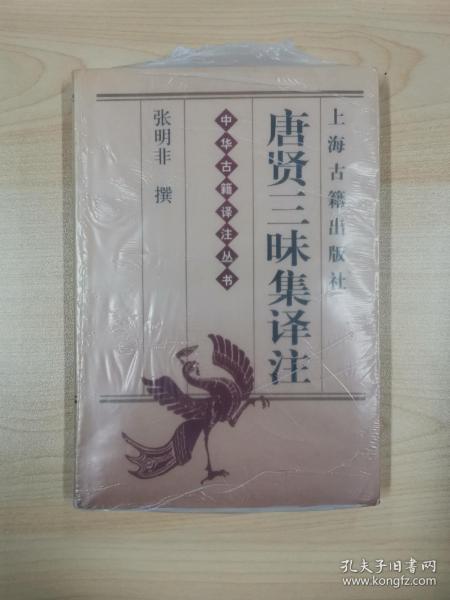 上海古籍出版社
唐贤三昧集译注
中华古籍译注丛书
张明非 撰
孔夫子旧书网
www.kongfz.com